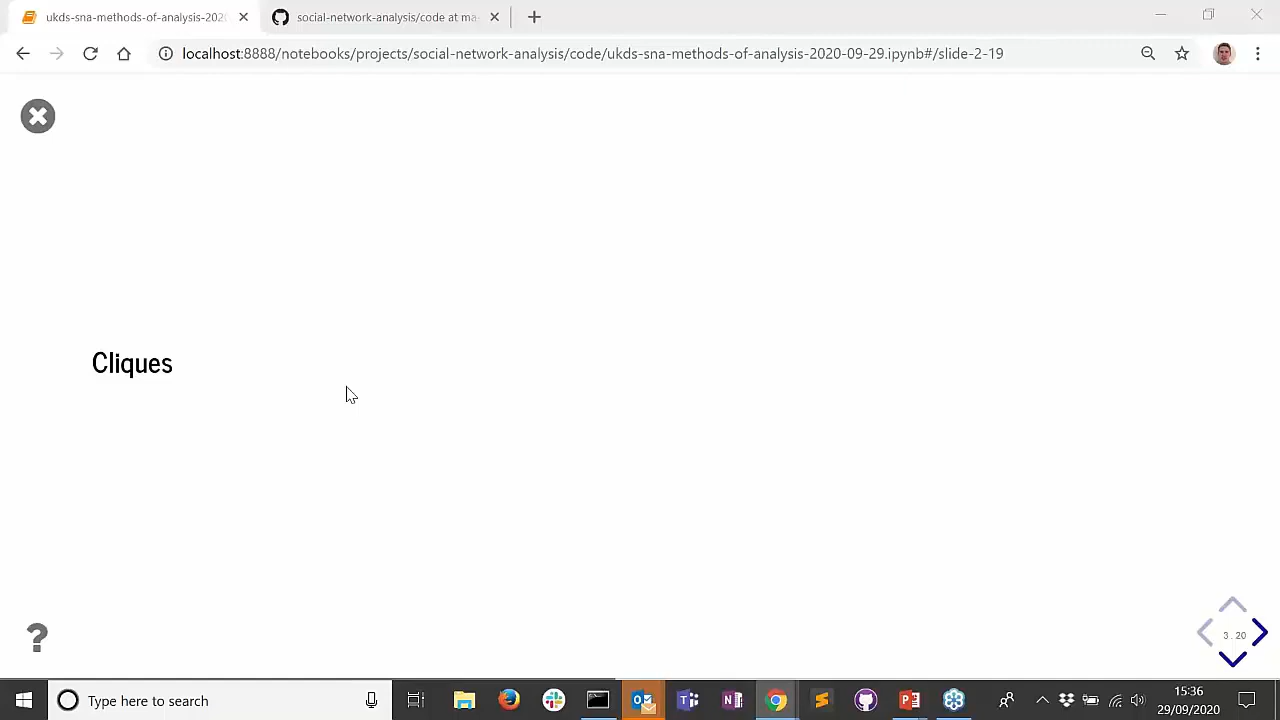 ukds-sna-methods-of-analysis-202
social-network-analysis/code at ma
localhost:8888/notebooks/projects/social-network-analysis/code/ukds-sna-methods-of-analysis-2020-09-29.ipynb#/slide-2-19
Cliques
?
3 . 20
Type here to search
15:36
29/09/2020